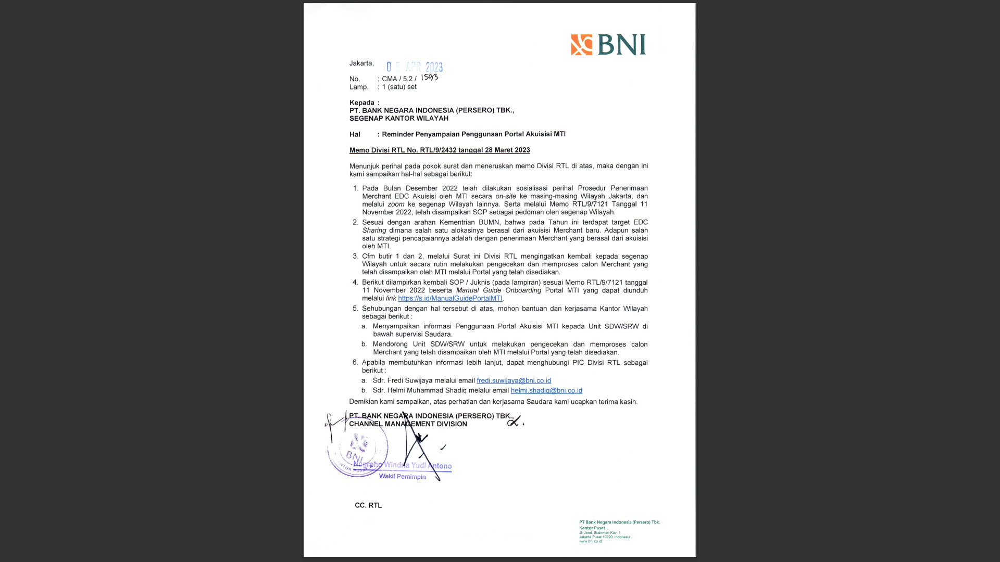 BNI
Jakarta, 05 APR 2023
No. : CMA / 5.2 / 1593
Lamp. : 1 (satu) set
Kepada :
PT. BANK NEGARA INDONESIA (PERSERO) TBK.,
SEGENAP KANTOR WILAYAH
Hal : Reminder Penyampaian Penggunaan Portal Akuisisi MTI
Memo Divisi RTL No. RTL/9/2432 tanggal 28 Maret 2023
Menunjuk perihal pada pokok surat dan meneruskan memo Divisi RTL di atas, maka dengan ini
kami sampaikan hal-hal sebagai berikut:
1. Pada Bulan Desember 2022 telah dilakukan sosialisasi perihal Prosedur Penerimaan
Merchant EDC Akuisisi oleh MTI secara on-site ke masing-masing Wilayah Jakarta, dan
melalui zoom ke segenap Wilayah lainnya. Serta melalui Memo RTL/9/7121 Tanggal 11
November 2022, telah disampaikan SOP sebagai pedoman oleh segenap Wilayah.
2. Sesuai dengan arahan Kementrian BUMN, bahwa pada Tahun ini terdapat target EDC
Sharing dimana salah satu alokasinya berasal dari akuisisi Merchant baru. Adapun salah
satu strategi pencapaiannya adalah dengan penerimaan Merchant yang berasal dari akuisisi
oleh MTI.
3. Cfm butir 1 dan 2, melalui Surat ini Divisi RTL mengingatkan kembali kepada segenap
Wilayah untuk secara rutin melakukan pengecekan dan memproses calon Merchant yang
telah disampaikan oleh MTI melalui Portal yang telah disediakan.
4. Berikut dilampirkan kembali SOP / Juknis (pada lampiran) sesuai Memo RTL/9/7121 tanggal
11 November 2022 beserta Manual Guide Onboarding Portal MTI yang dapat diunduh
melalui link https://s.id/ManualGuidePortalMTI.
5. Sehubungan dengan hal tersebut di atas, mohon bantuan dan kerjasama Kantor Wilayah
sebagai berikut :
a. Menyampaikan informasi Penggunaan Portal Akuisisi MTI kepada Unit SDW/SRW di
bawah supervisi Saudara.
b. Mendorong Unit SDW/SRW untuk melakukan pengecekan dan memproses calon
Merchant yang telah disampaikan oleh MTI melalui Portal yang telah disediakan.
6. Apabila membutuhkan informasi lebih lanjut, dapat menghubungi PIC Divisi RTL sebagai
berikut :
a. Sdr. Fredi Suwijaya melalui email fredi.suwijaya@bni.co.id
b. Sdr. Helmi Muhammad Shadiq melalui email helmi.shadiq@bni.co.id
Demikian kami sampaikan, atas perhatian dan kerjasama Saudara kami ucapkan terima kasih.
PT. BANK NEGARA INDONESIA (PERSERO) TBK.,
CHANNEL MANAGEMENT DIVISION
BNI
KANTOR PUSAT
Nugroho Windria Yudi Antono
Wakil Pemimpin
CC. RTL
PT Bank Negara Indonesia (Persero) Tbk.
Kantor Pusat
Jl. Jend. Sudirman Kav. 1
Jakarta Pusat 10220, Indonesia
www.bni.co.id